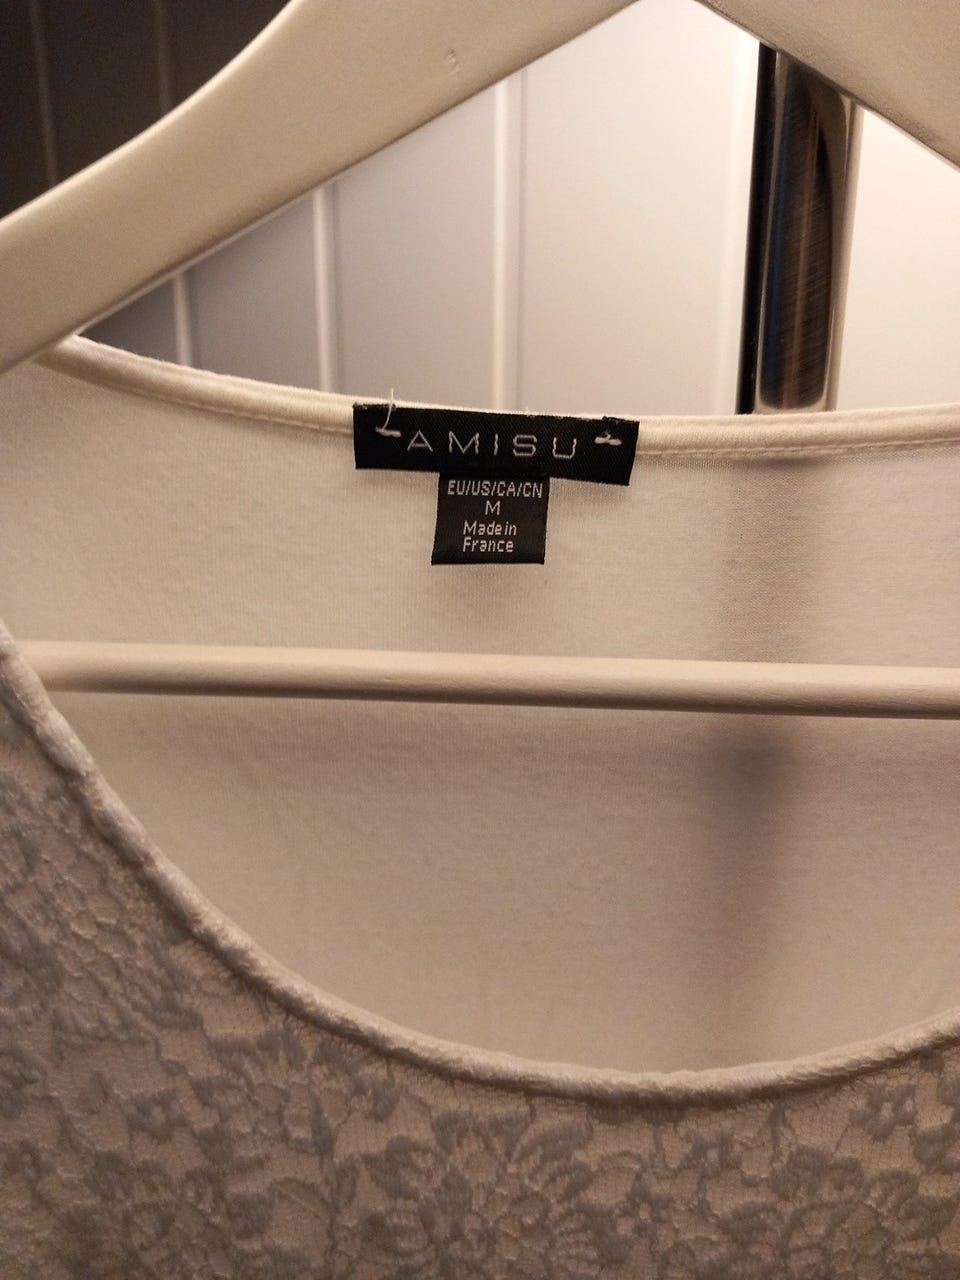 AMISU
EU/US/CA/CN
M
Made in
France